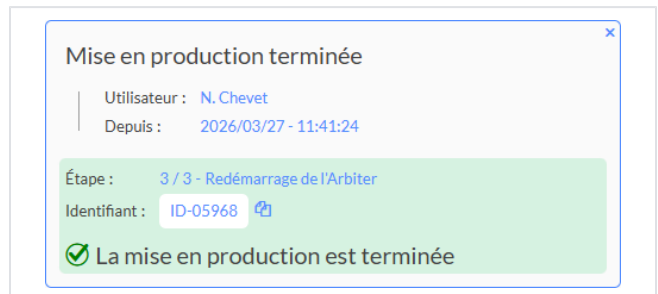 Mise en production terminée
Utilisateur : N. Chevet
Depuis : 2026/03/27 - 11:41:24
Étape : 3 / 3 - Redémarrage de l'Arbiter
Identifiant : ID-05968
La mise en production est terminée